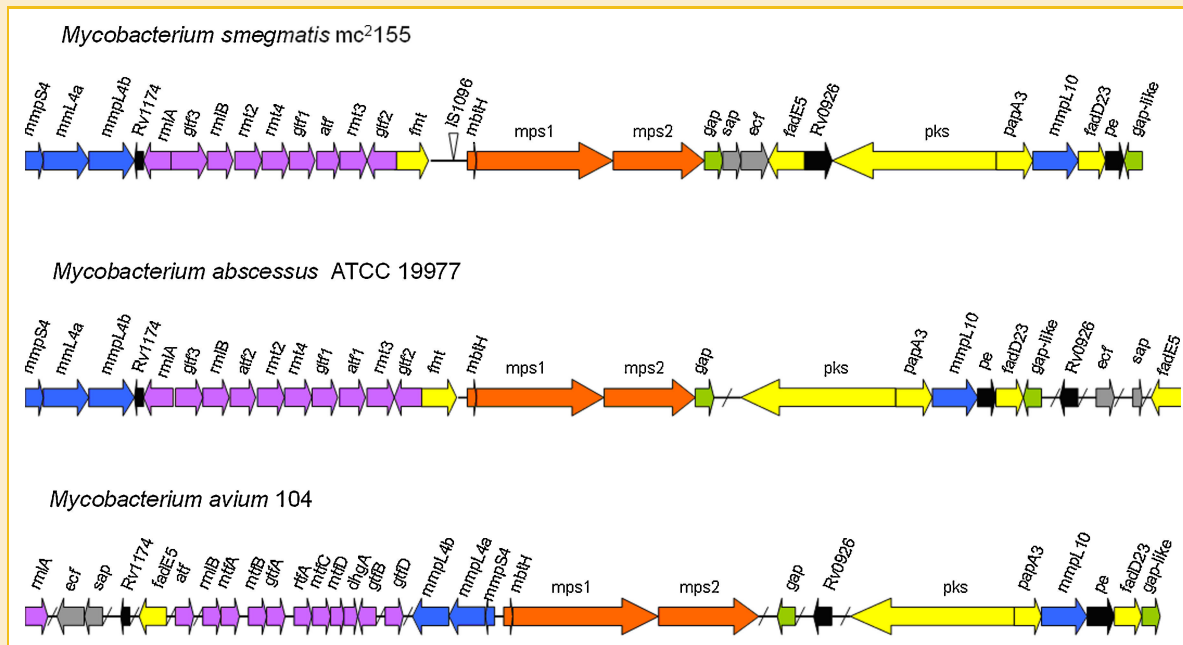 Mycobacterium smegmatis mc²155
mmpS4 mmL4a mmpL4b Rv1174 rmlA gtf3 rmlB rmt2 rmt4 gtf1 atf rmt3 gtf2 fmt IS1096 mbtH mps1 mps2 gap sap ecf fadE5 Rv0926 pks papA3 mmpL10 fadD23 pe gap-like
Mycobacterium abscessus ATCC 19977
mmpS4 mmL4a mmpL4b Rv1174 rmlA gtf3 rmlB atf2 rmt2 rmt4 gtf1 atf1 rmt3 gtf2 fmt mbtH mps1 mps2 gap pks papA3 mmpL10 pe fadD23 gap-like Rv0926 ecf sap fadE5
Mycobacterium avium 104
rmlA ecf sap Rv1174 fadE5 atf rmlB mtfA mtfB gtfA rtfA mtfC mtfD dhgA gtfB gtfD mmpL4b mmpL4a mmpS4 mbtH mps1 mps2 gap Rv0926 pks papA3 mmpL10 pe fadD23 gap-like